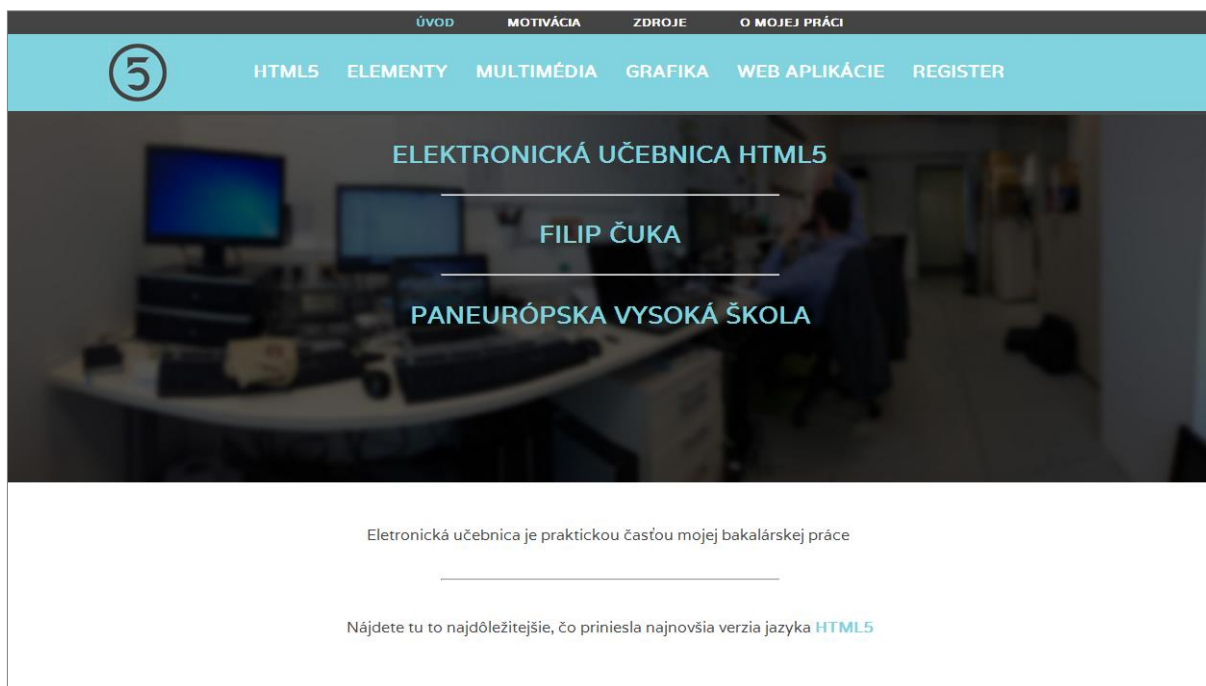 ÚVOD MOTIVÁCIA ZDROJE O MOJEJ PRÁCI
5 HTML5 ELEMENTY MULTIMÉDIA GRAFIKA WEB APLIKÁCIE REGISTER
ELEKTRONICKÁ UČEBNICA HTML5
FILIP ČUKA
PANEURÓPSKA VYSOKÁ ŠKOLA
Eletronická učebnica je praktickou časťou mojej bakalárskej práce
Nájdete tu to najdôležitejšie, čo priniesla najnovšia verzia jazyka HTML5